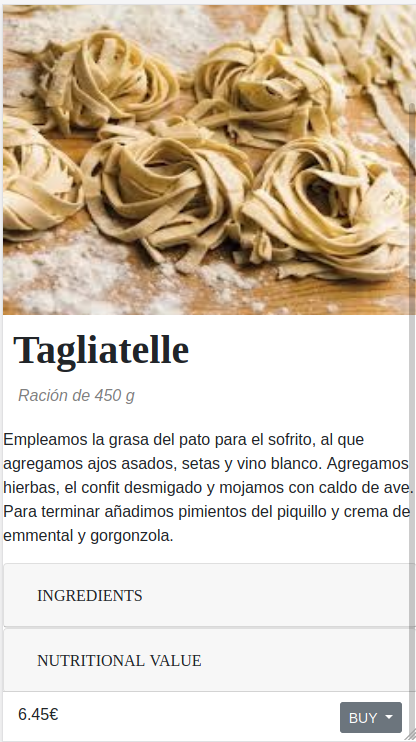 Tagliatelle
Ración de 450 g
Empleamos la grasa del pato para el sofrito, al que
agregamos ajos asados, setas y vino blanco. Agregamos
hierbas, el confit desmigado y mojamos con caldo de ave.
Para terminar añadimos pimientos del piquillo y crema de
emmental y gorgonzola.
INGREDIENTS
NUTRITIONAL VALUE
6.45€
BUY